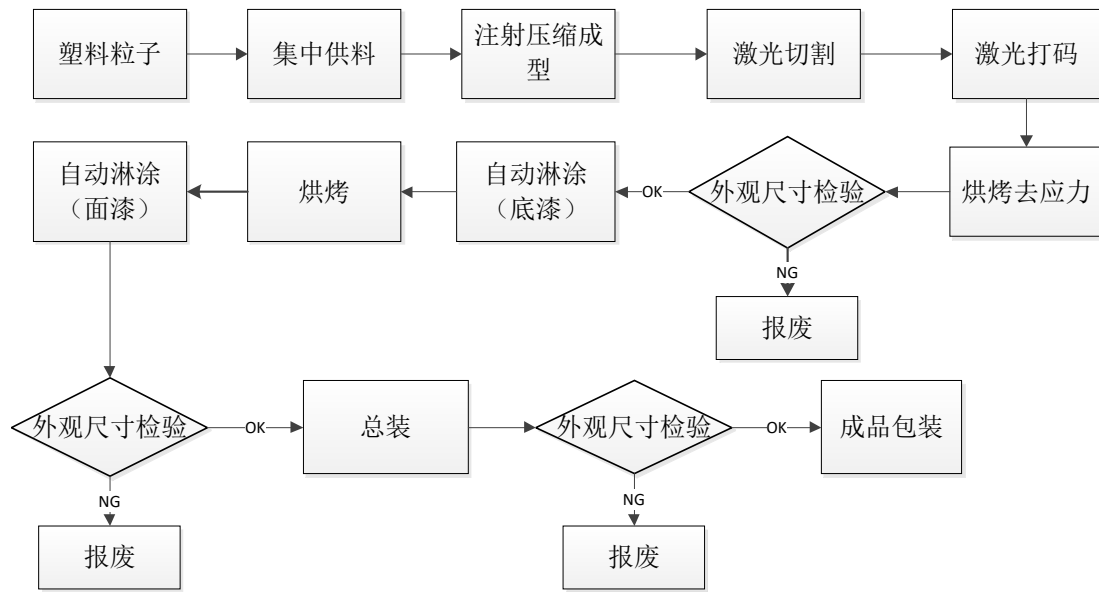 塑料粒子
集中供料
注射压缩成
型
激光切割
激光打码
自动淋涂
（面漆）
烘烤
自动淋涂
（底漆）
OK
外观尺寸检验
烘烤去应力
NG
报废
外观尺寸检验
OK
总装
外观尺寸检验
OK
成品包装
NG
NG
报废
报废